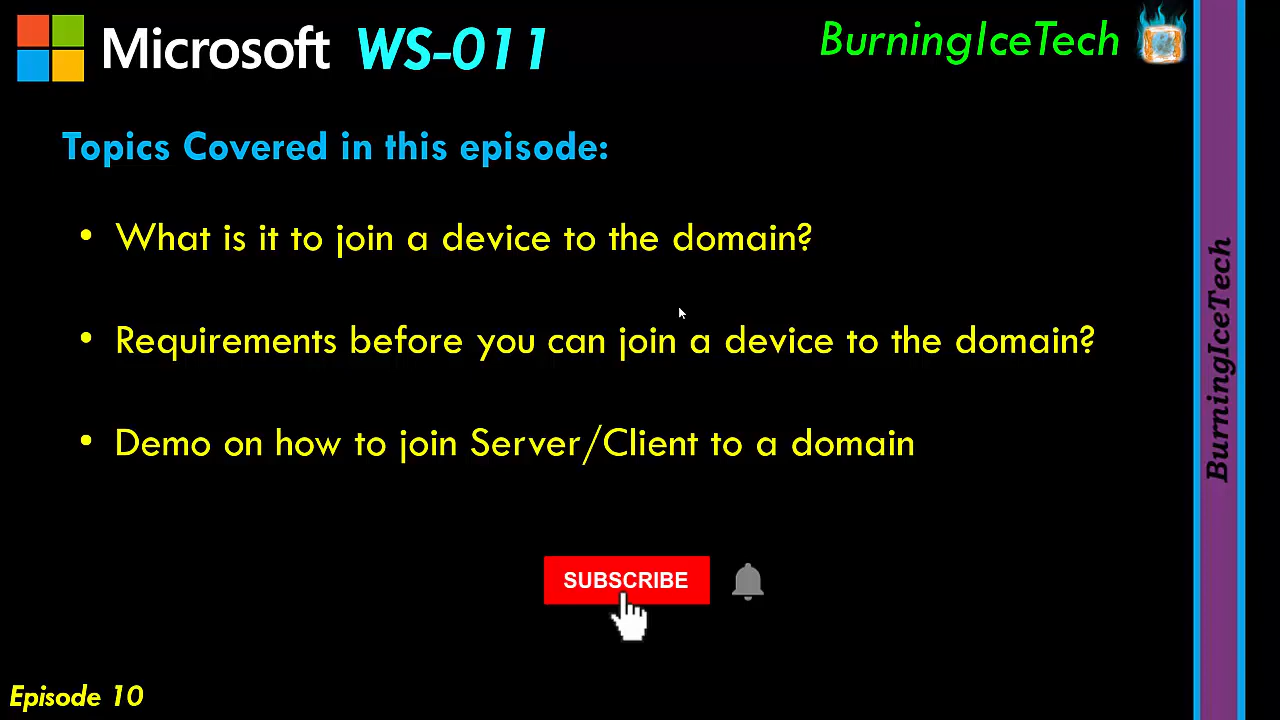 Microsoft WS-011
BurningIceTech
Topics Covered in this episode:
• What is it to join a device to the domain?
• Requirements before you can join a device to the domain?
• Demo on how to join Server/Client to a domain
SUBSCRIBE
Episode 10
BurningIceTech